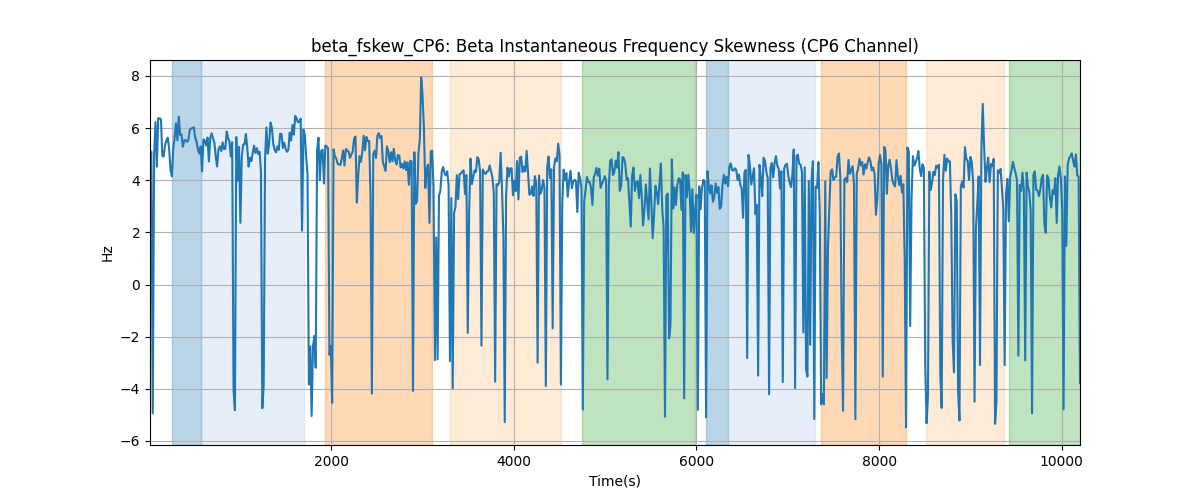 beta_fskew_CP6: Beta Instantaneous Frequency Skewness (CP6 Channel)
8
6
4
2
0
−2
−4
−6
Hz
2000 4000 6000 8000 10000
Time(s)